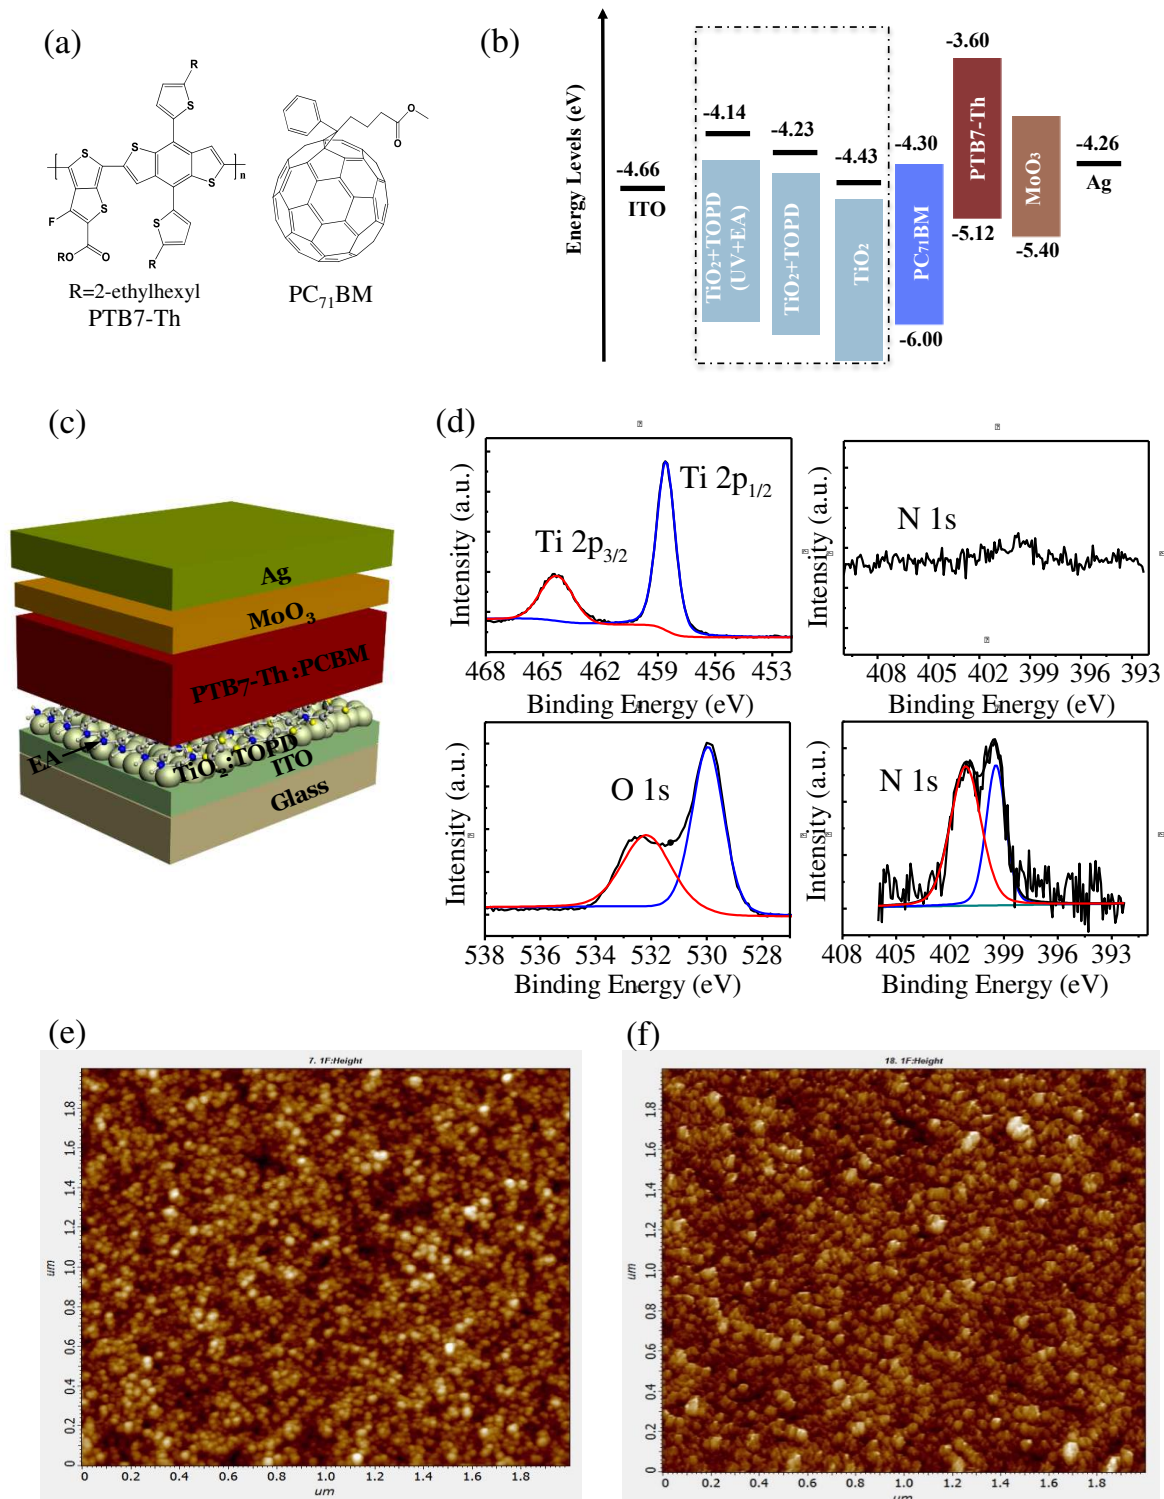 (a)
R
S
S
S
n
S
F
S
S
RO
O
R
R=2-ethylhexyl
PTB7-Th
O
O
PC71BM
(b)
Energy Levels (eV)
-4.66
ITO
-4.14
TiO2+TOPD
(UV+EA)
-4.23
TiO2+TOPD
-4.43
TiO2
-4.30
PC71BM
-6.00
-3.60
PTB7-Th
-5.12
MoO3
-5.40
-4.26
Ag
(c)
Ag
MoO3
PTB7-Th:PCBM
EA
TiO2:TOPD
ITO
Glass
(d)
Intensity (a.u.)
Ti 2p1/2
Ti 2p3/2
468 465 462 459 456 453
Binding Energy (eV)
Intensity (a.u.)
N 1s
408 405 402 399 396 393
Binding Energy (eV)
Intensity (a.u.)
O 1s
538 536 534 532 530 528
Binding Energy (eV)
Intensity (a.u.)
N 1s
408 405 402 399 396 393
Binding Energy (eV)
(e)
7. 1F:Height
um
1.8
1.6
1.4
1.2
1.0
0.8
0.6
0.4
0.2
0
0 0.2 0.4 0.6 0.8 1.0 1.2 1.4 1.6 1.8
um
(f)
18. 1F:Height
um
1.8
1.6
1.4
1.2
1.0
0.8
0.6
0.4
0.2
0
0 0.2 0.4 0.6 0.8 1.0 1.2 1.4 1.6 1.8
um